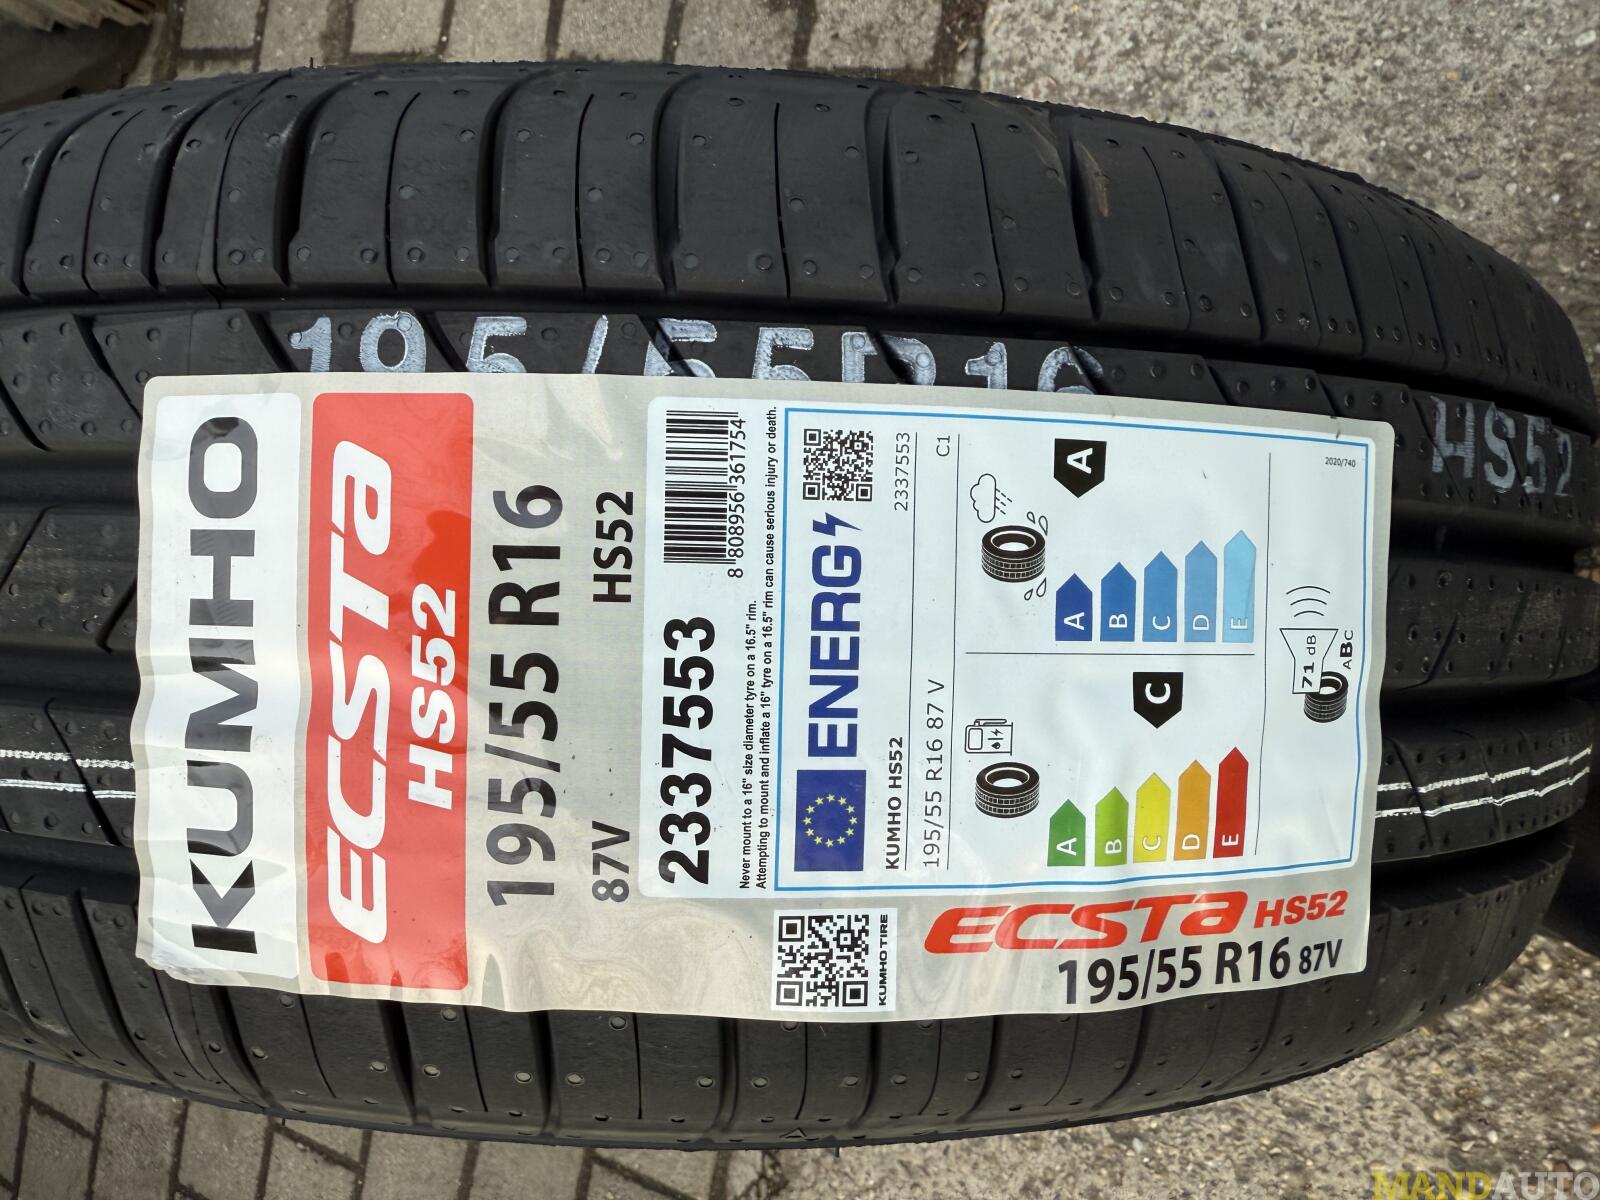 195/55R16
HS52
KUMHO
ECSTA
HS52
195/55 R16
87V
HS52
2337553
8 808956 361754
Never mount to a 16" size diameter tyre on a 16.5" rim.
Attempting to mount and inflate a 16" tyre on a 16.5" rim can cause serious injury or death.
ENERG
KUMHO HS52
2337553
195/55 R16 87 V
C1
A
B
C
D
E
C
A
B
C
D
E
A
71 dB
ABC
2020/740
KUMHO TIRE
ECSTA HS52
195/55 R16 87V
MANDAUTO